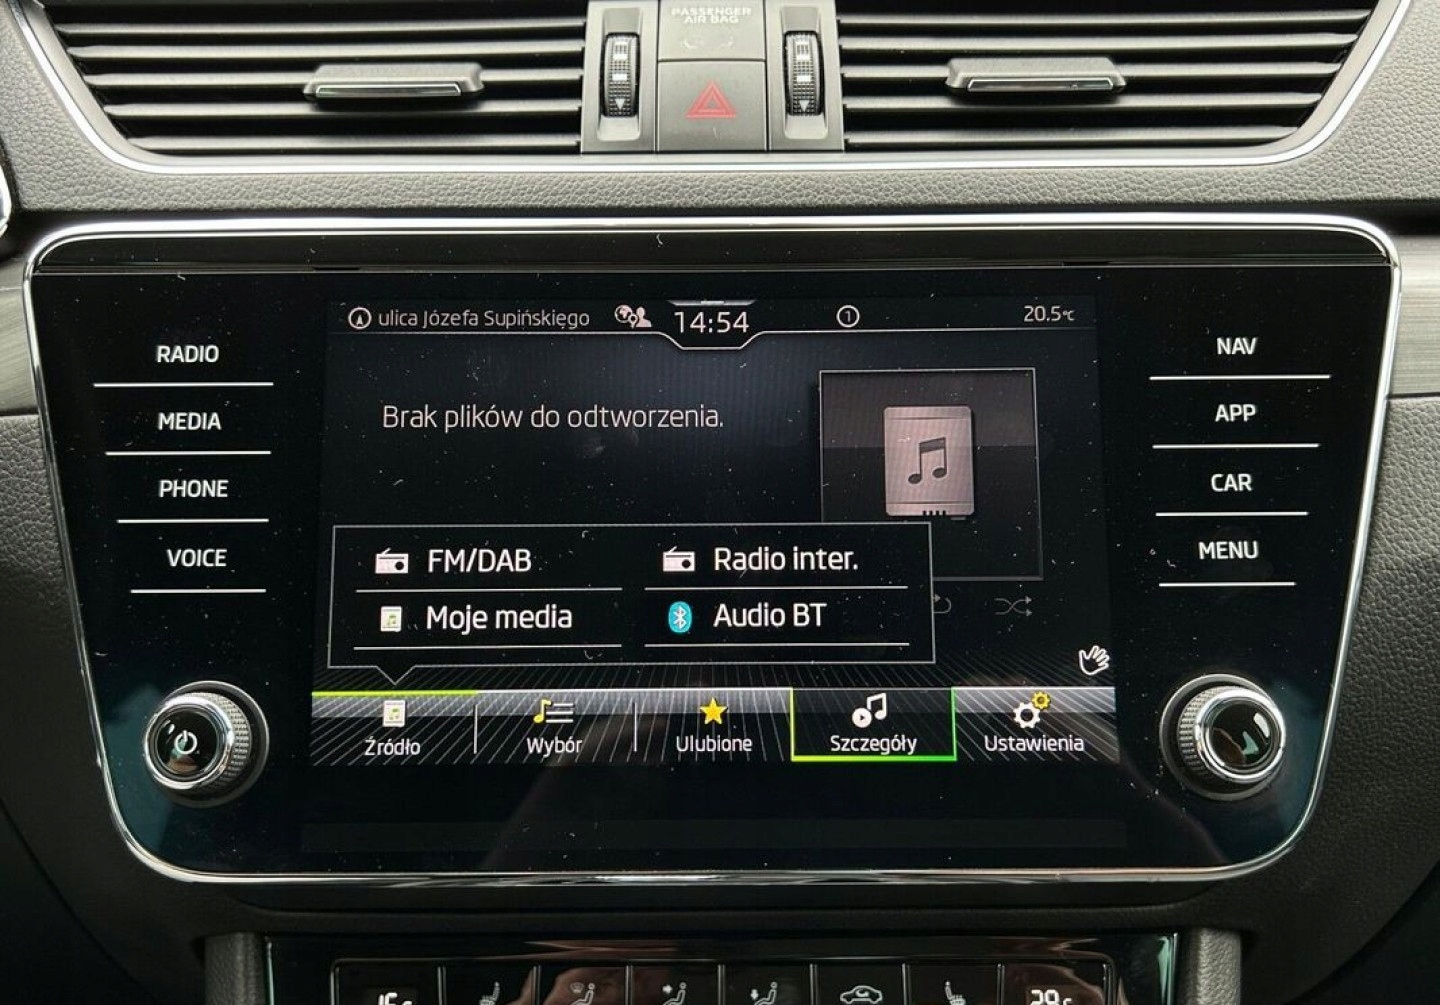 PASSENGER
AIR BAG
ulica Józefa Supińskiego
14:54
1
20.5°C
RADIO
MEDIA
PHONE
VOICE
Brak plików do odtworzenia.
FM/DAB
Radio inter.
Moje media
Audio BT
Źródło
Wybór
Ulubione
Szczegóły
Ustawienia
NAV
APP
CAR
MENU